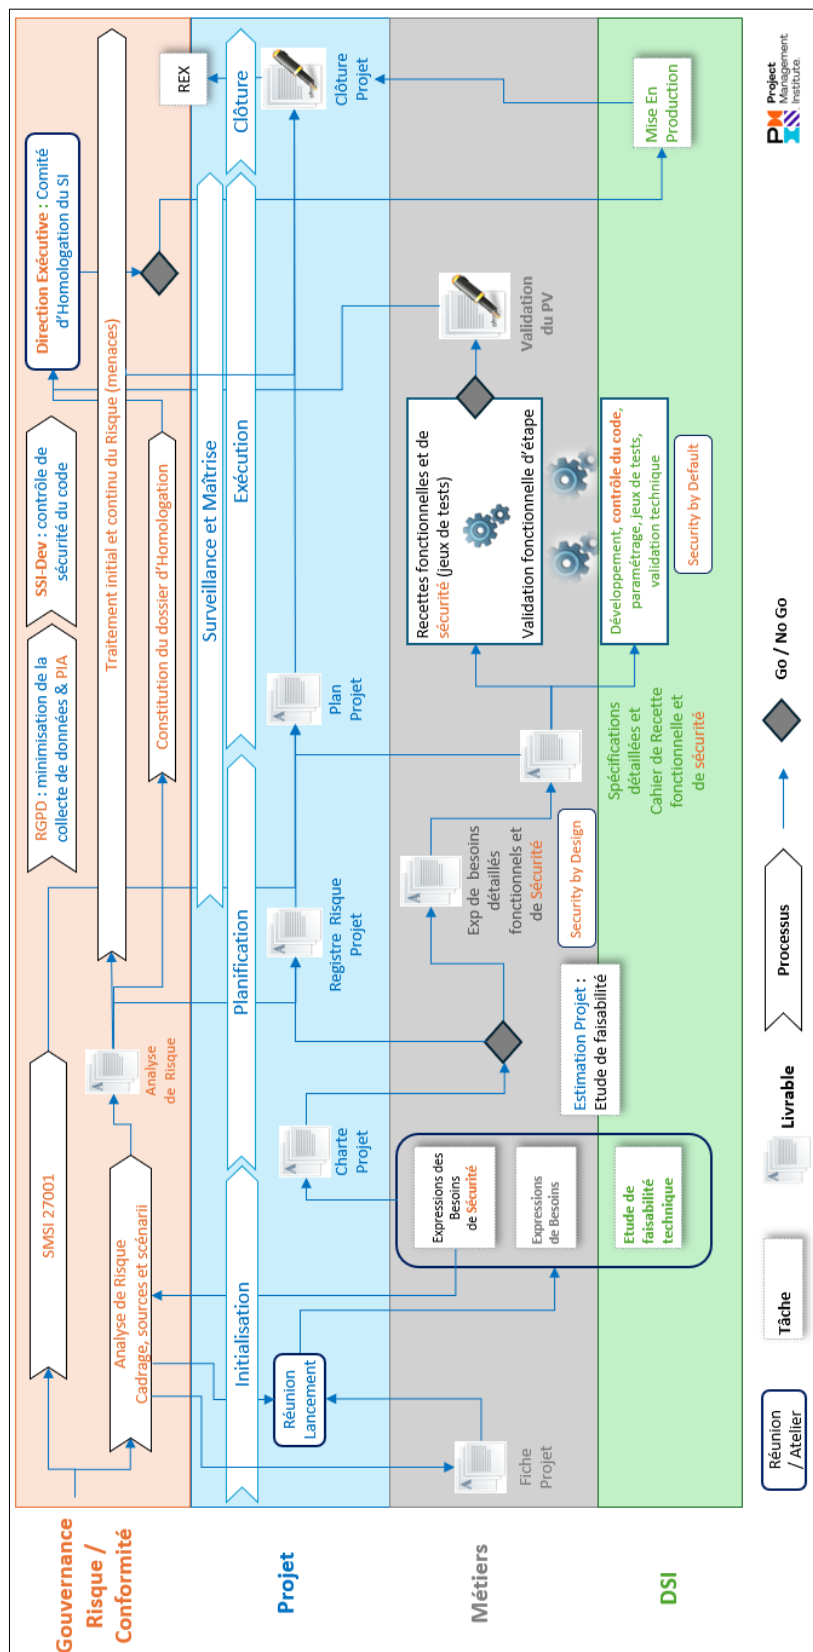 Gouvernance
Risque /
Conformité
SMSI 27001
Analyse de Risque
Cadrage, sources et scénarii
Analyse
de Risque
RGPD : minimisation de la
collecte de données & PIA
SSI-Dev : contrôle de
sécurité du code
Direction Exécutive : Comité
d'Homologation du SI
Traitement initial et continu du Risque (menaces)
Constitution du dossier d'Homologation
REX
Projet
Surveillance et Maîtrise
Initialisation
Planification
Exécution
Clôture
Réunion
Lancement
Charte
Projet
Registre Risque
Projet
Plan
Projet
Clôture
Projet
Métiers
Fiche
Projet
Expressions des
Besoins
de Sécurité
Expressions
de Besoins
Estimation Projet :
Etude de faisabilité
Exp de besoins
détaillés
fonctionnels et
de Sécurité
Security by Design
Recettes fonctionnelles et de
sécurité (jeux de tests)
Validation fonctionnelle d'étape
Validation
du PV
DSI
Etude de
faisabilité
technique
Spécifications
détaillées et
Cahier de Recette
fonctionnelle et
de sécurité
Développement, contrôle du code,
paramétrage, jeux de tests,
validation technique
Security by Default
Mise En
Production
Réunion
/ Atelier
Tâche
Livrable
Processus
Go / No Go
Project
Management
Institute.